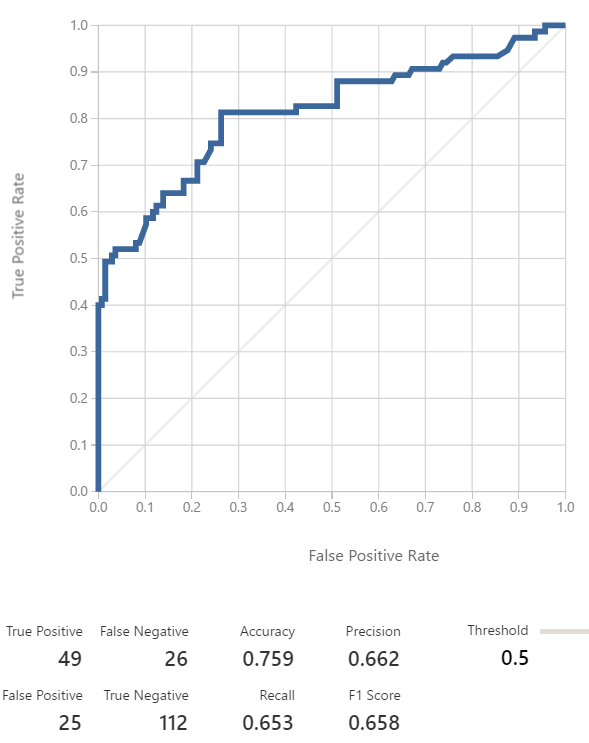 1.0
0.9
0.8
0.7
0.6
0.5
0.4
0.3
0.2
0.1
0.0
True Positive Rate
0.0 0.1 0.2 0.3 0.4 0.5 0.6 0.7 0.8 0.9 1.0
False Positive Rate
True Positive False Negative Accuracy Precision Threshold
49 26 0.759 0.662 0.5
False Positive True Negative Recall F1 Score
25 112 0.653 0.658